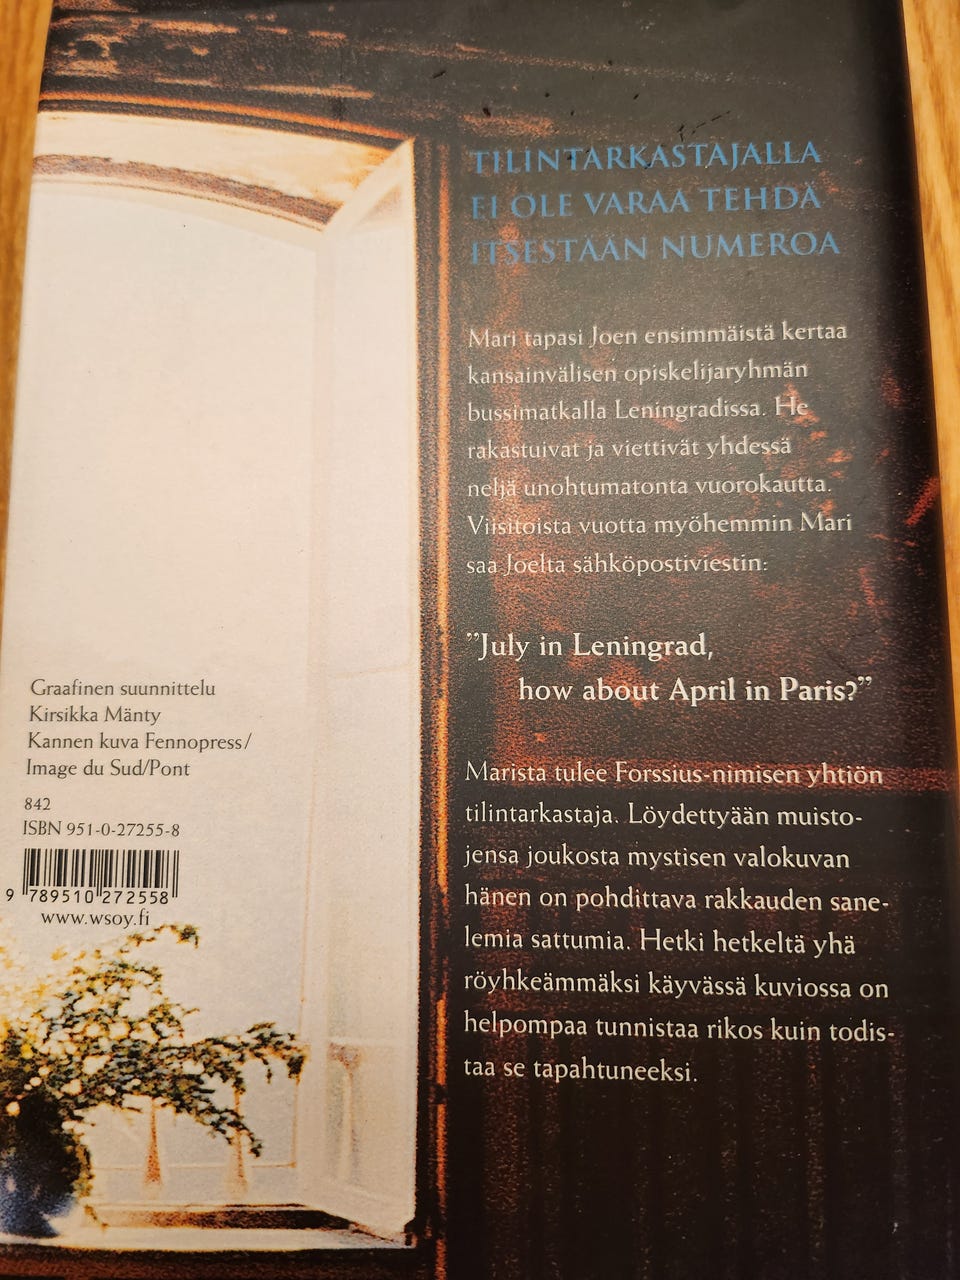 TILINTARKASTAJALLA
EI OLE VARAA TEHDÄ
ITSESTÄÄN NUMEROA
Mari tapasi Joen ensimmäistä kertaa
kansainvälisen opiskelijaryhmän
bussimatkalla Leningradissa. He
rakastuivat ja viettivät yhdessä
neljä unohtumatonta vuorokautta.
Viisitoista vuotta myöhemmin Mari
saa Joelta sähköpostiviestin:
”July in Leningrad,
how about April in Paris?”
Marista tulee Forssius-nimisen yhtiön
tilintarkastaja. Löydettyään muisto-
jensa joukosta mystisen valokuvan
hänen on pohdittava rakkauden sane-
lemia sattumia. Hetki hetkeltä yhä
röyhkeämmäksi käyvässä kuviossa on
helpompaa tunnistaa rikos kuin todis-
taa se tapahtuneeksi.
Graafinen suunnittelu
Kirsikka Mänty
Kannen kuva Fennopress/
Image du Sud/Pont
842
ISBN 951-0-27255-8
9 789510 272558
www.wsoy.fi